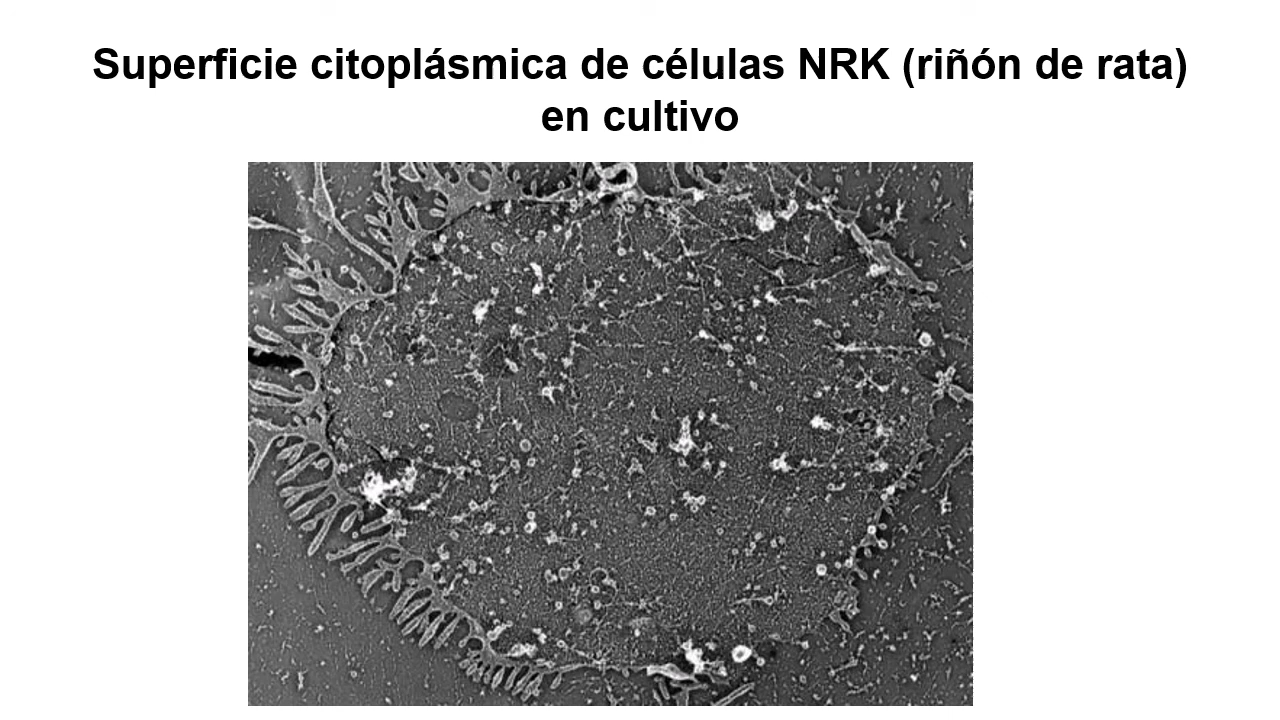 Superficie citoplásmica de células NRK (riñón de rata)
en cultivo